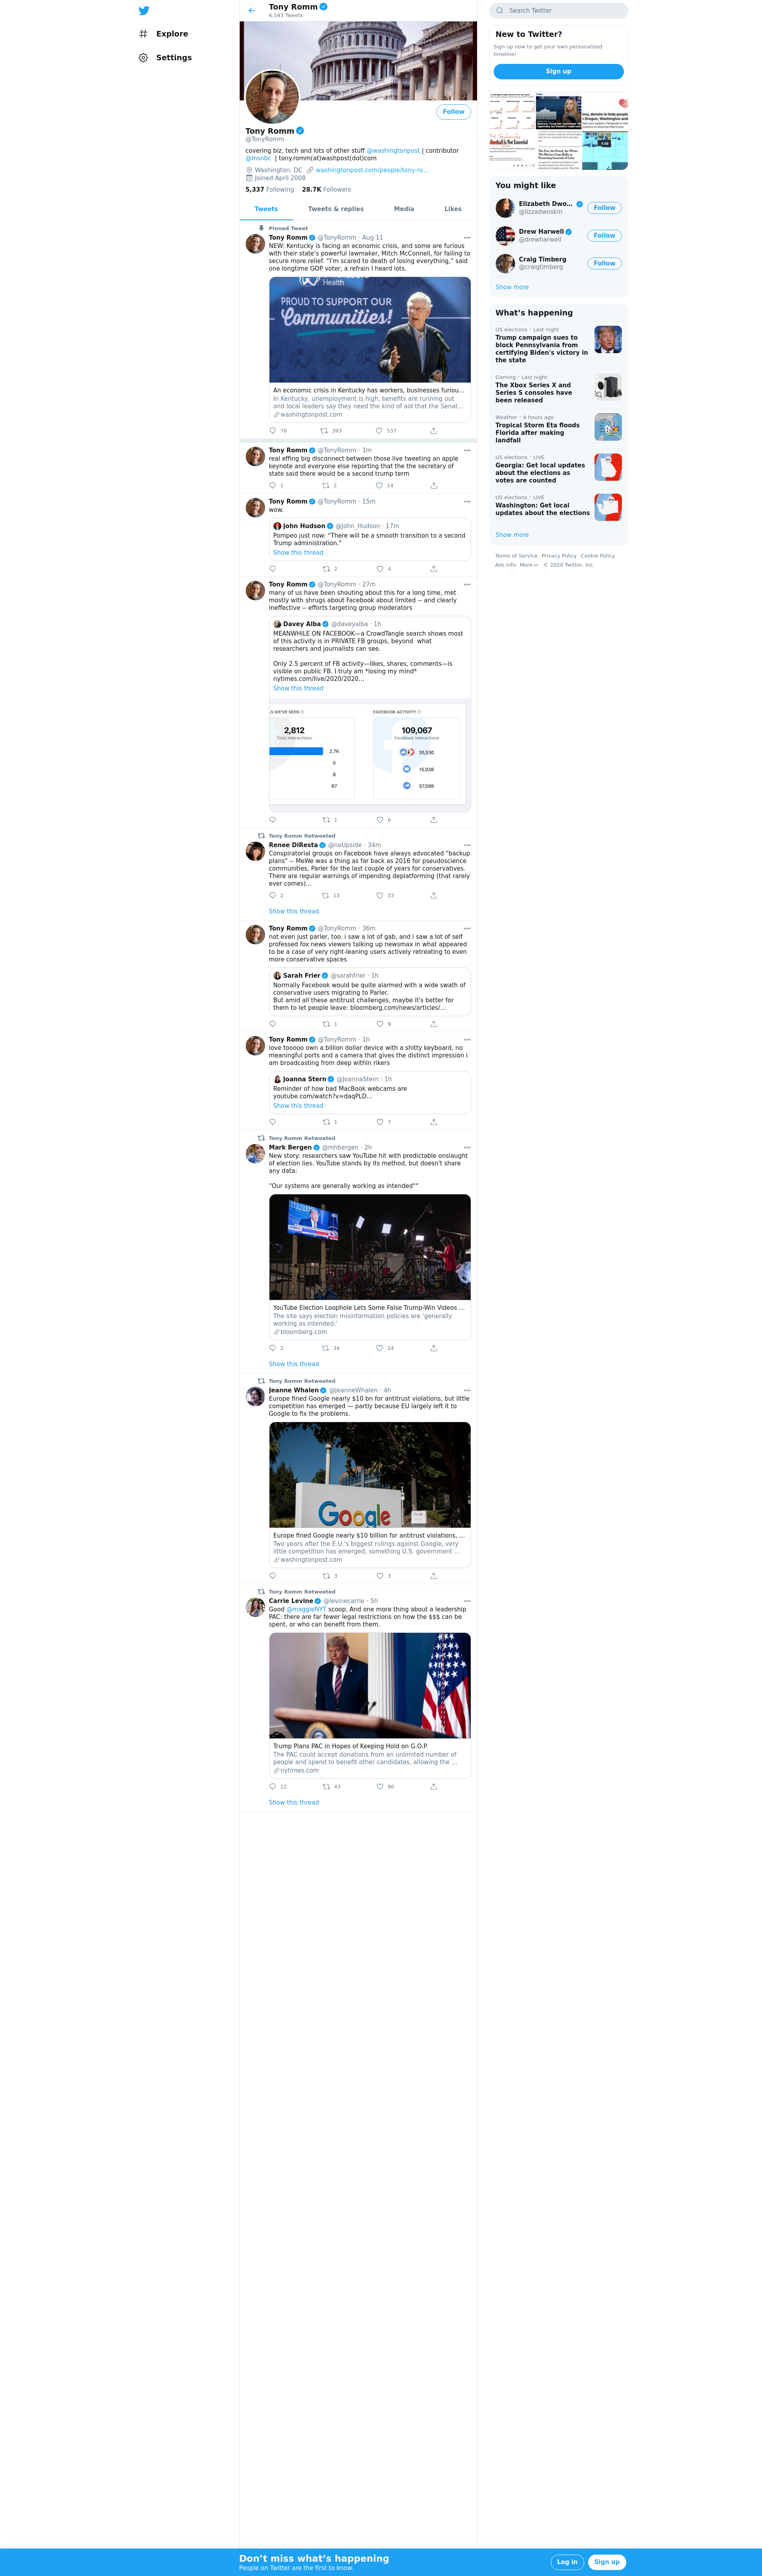 Explore
Settings
Tony Romm
6,543 Tweets
Follow
Tony Romm
@TonyRomm
covering biz, tech and lots of other stuff @washingtonpost | contributor
@msnbc | tony.romm(at)washpost(dot)com
Washington, DC washingtonpost.com/people/tony-ro…
Joined April 2008
5,337 Following 28.7K Followers
Tweets Tweets & replies Media Likes
Pinned Tweet
Tony Romm @TonyRomm · Aug 11
NEW: Kentucky is facing an economic crisis, and some are furious
with their state's powerful lawmaker, Mitch McConnell, for failing to
secure more relief. "I'm scared to death of losing everything," said
one longtime GOP voter, a refrain I heard lots.
Health
PROUD TO SUPPORT OUR
Communities!
An economic crisis in Kentucky has workers, businesses furiou...
In Kentucky, unemployment is high, benefits are running out
and local leaders say they need the kind of aid that the Senat...
washingtonpost.com
78 393 537
Tony Romm @TonyRomm · 1m
real effing big disconnect between those live tweeting an apple
keynote and everyone else reporting that the the secretary of
state said there would be a second trump term
1 2 14
Tony Romm @TonyRomm · 15m
wow.
John Hudson @John_Hudson · 17m
Pompeo just now: "There will be a smooth transition to a second
Trump administration."
Show this thread
2 4
Tony Romm @TonyRomm · 27m
many of us have been shouting about this for a long time, met
mostly with shrugs about Facebook about limited -- and clearly
ineffective -- efforts targeting group moderators
Davey Alba @daveyalba · 1h
MEANWHILE ON FACEBOOK—a CrowdTangle search shows most
of this activity is in PRIVATE FB groups, beyond what
researchers and journalists can see.
Only 2.5 percent of FB activity—likes, shares, comments—is
visible on public FB. I truly am *losing my mind*
nytimes.com/live/2020/2020…
Show this thread
S WE'VE SEEN
FACEBOOK ACTIVITY
2,812
Total Interactions
109,067
Facebook Interactions
2.7K
0
8
67
35,530
15,938
57,599
1 6
Tony Romm Retweeted
Renee DiResta @noUpside · 34m
Conspiratorial groups on Facebook have always advocated "backup
plans" -- MeWe was a thing as far back as 2016 for pseudoscience
communities, Parler for the last couple of years for conservatives.
There are regular warnings of impending deplatforming (that rarely
ever comes)...
2 13 33
Show this thread
Tony Romm @TonyRomm · 36m
not even just parler, too. i saw a lot of gab, and i saw a lot of self
professed fox news viewers talking up newsmax in what appeared
to be a case of very right-leaning users actively retreating to even
more conservative spaces
Sarah Frier @sarahfrier · 1h
Normally Facebook would be quite alarmed with a wide swath of
conservative users migrating to Parler.
But amid all these antitrust challenges, maybe it's better for
them to let people leave: bloomberg.com/news/articles/…
1 9
Tony Romm @TonyRomm · 1h
love tooooo own a billion dollar device with a shitty keyboard, no
meaningful ports and a camera that gives the distinct impression i
am broadcasting from deep within rikers
Joanna Stern @JoannaStern · 1h
Reminder of how bad MacBook webcams are
youtube.com/watch?v=daqPLD…
Show this thread
1 7
Tony Romm Retweeted
Mark Bergen @mhbergen · 2h
New story: researchers saw YouTube hit with predictable onslaught
of election lies. YouTube stands by its method, but doesn't share
any data:
"Our systems are generally working as intended""
YouTube Election Loophole Lets Some False Trump-Win Videos ...
The site says election misinformation policies are 'generally
working as intended.'
bloomberg.com
2 34 24
Show this thread
Tony Romm Retweeted
Jeanne Whalen @JeanneWhalen · 4h
Europe fined Google nearly $10 bn for antitrust violations, but little
competition has emerged — partly because EU largely left it to
Google to fix the problems.
Google
Europe fined Google nearly $10 billion for antitrust violations, ...
Two years after the E.U.'s biggest rulings against Google, very
little competition has emerged, something U.S. government ...
washingtonpost.com
3 3
Tony Romm Retweeted
Carrie Levine @levinecarrie · 5h
Good @maggieNYT scoop. And one more thing about a leadership
PAC: there are far fewer legal restrictions on how the $$$ can be
spent, or who can benefit from them.
Trump Plans PAC in Hopes of Keeping Hold on G.O.P.
The PAC could accept donations from an unlimited number of
people and spend to benefit other candidates, allowing the ...
nytimes.com
12 43 80
Show this thread
Search Twitter
New to Twitter?
Sign up now to get your own personalized
timeline!
Sign up
You might like
Elizabeth Dwo...
@lizzadwoskin
Follow
Drew Harwell
@drewharwell
Follow
Craig Timberg
@craigtimberg
Follow
Show more
What's happening
US elections · Last night
Trump campaign sues to
block Pennsylvania from
certifying Biden's victory in
the state
Gaming · Last night
The Xbox Series X and
Series S consoles have
been released
Weather · 4 hours ago
Tropical Storm Eta floods
Florida after making
landfall
US elections · LIVE
Georgia: Get local updates
about the elections as
votes are counted
US elections · LIVE
Washington: Get local
updates about the elections
Show more
Terms of Service Privacy Policy Cookie Policy
Ads info More © 2020 Twitter, Inc.
Don't miss what's happening
People on Twitter are the first to know.
Log in Sign up